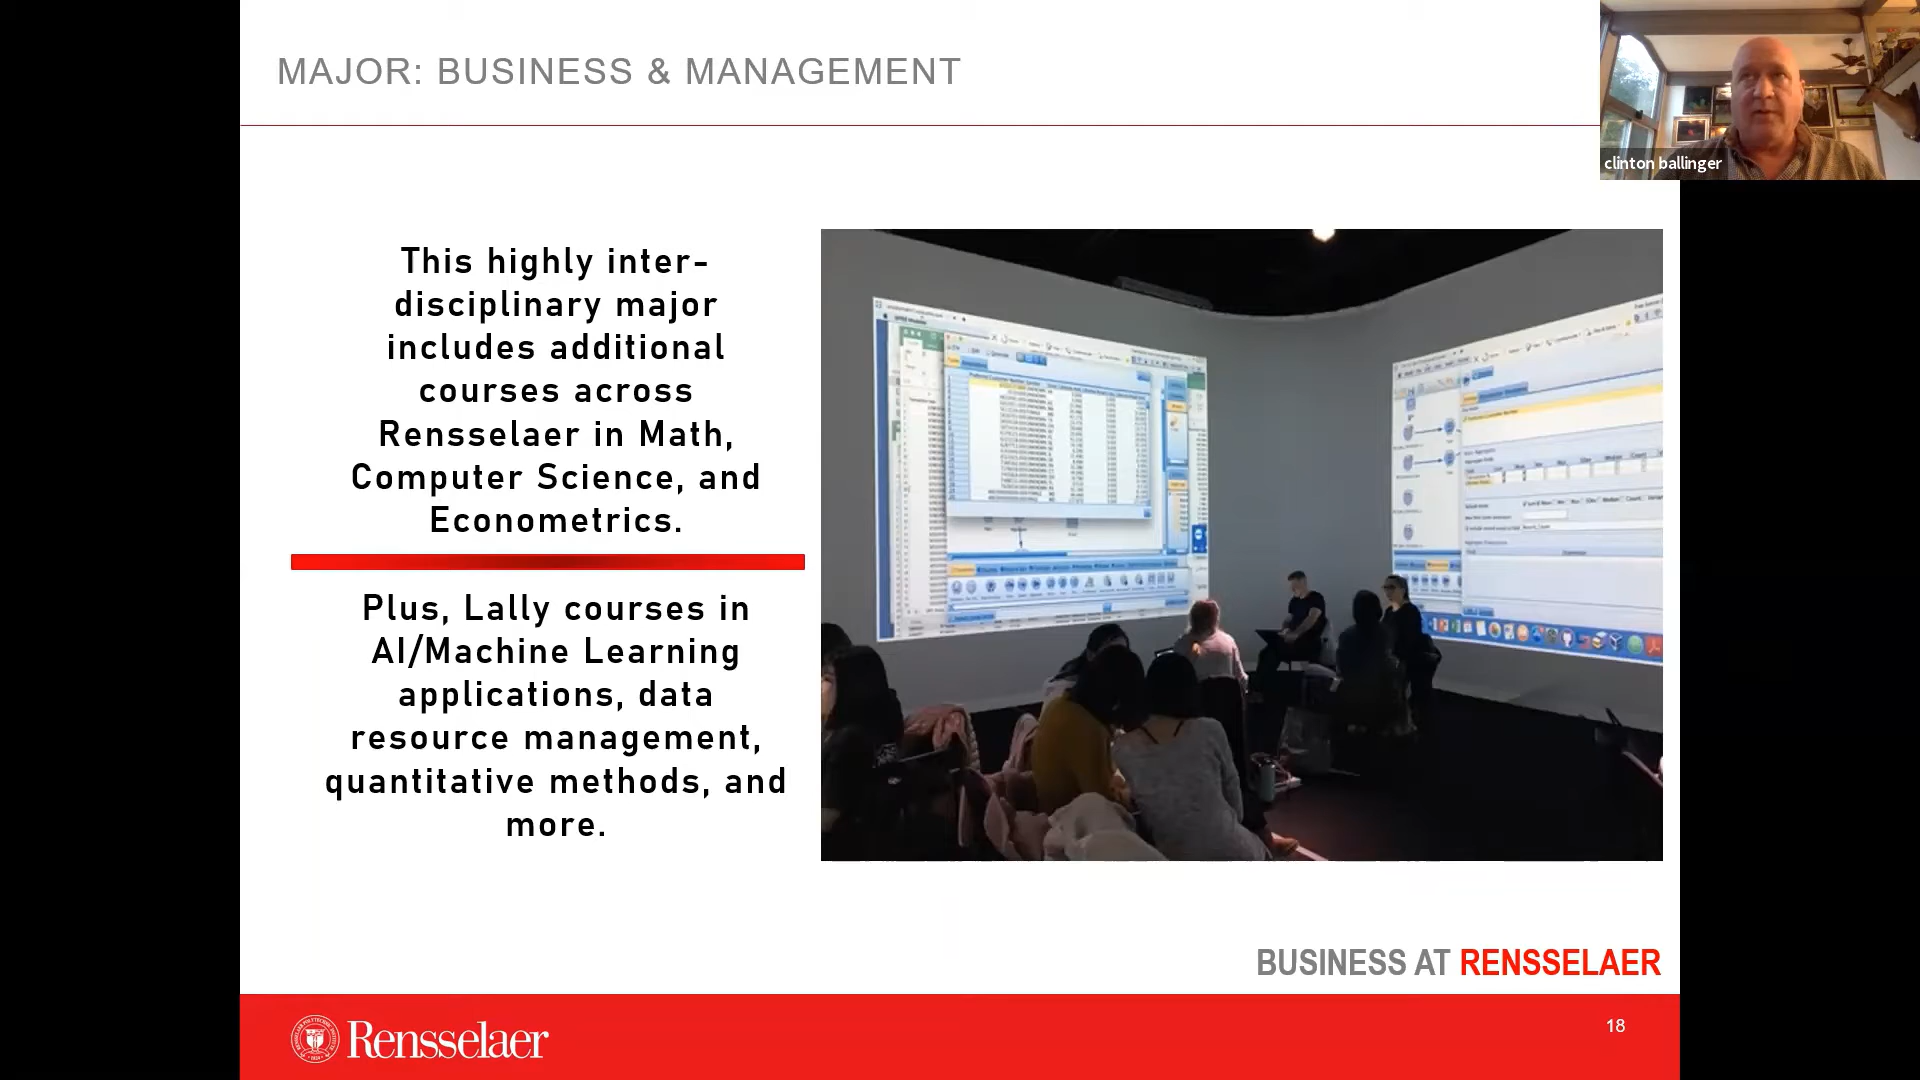 MAJOR: BUSINESS & MANAGEMENT
clinton ballinger
This highly inter-
disciplinary major
includes additional
courses across
Rensselaer in Math,
Computer Science, and
Econometrics.
Plus, Lally courses in
AI/Machine Learning
applications, data
resource management,
quantitative methods, and
more.
BUSINESS AT RENSSELAER
Rensselaer
18